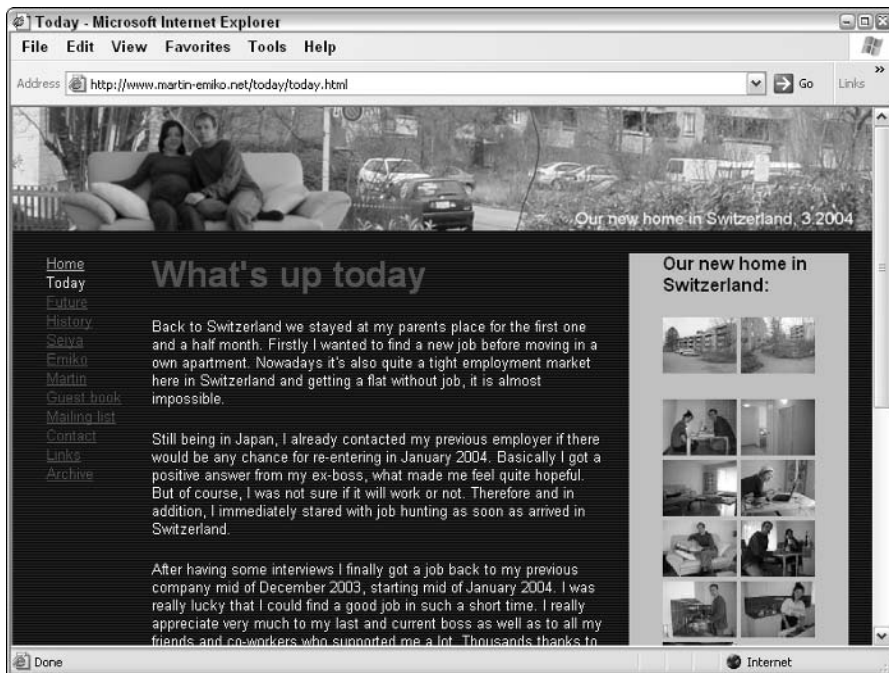 Today - Microsoft Internet Explorer
File Edit View Favorites Tools Help
Address http://www.martin-emiko.net/today/today.html Go Links »
Our new home in Switzerland, 3.2004
Home
Today
Future
History
Seiya
Emiko
Martin
Guest book
Mailing list
Contact
Links
Archive
What's up today
Back to Switzerland we stayed at my parents place for the first one
and a half month. Firstly I wanted to find a new job before moving in a
own apartment. Nowadays it's also quite a tight employment market
here in Switzerland and getting a flat without job, it is almost
impossible.
Still being in Japan, I already contacted my previous employer if there
would be any chance for re-entering in January 2004. Basically I got a
positive answer from my ex-boss, what made me feel quite hopeful.
But of course, I was not sure if it will work or not. Therefore and in
addition, I immediately stared with job hunting as soon as arrived in
Switzerland.
After having some interviews I finally got a job back to my previous
company mid of December 2003, starting mid of January 2004. I was
really lucky that I could find a good job in such a short time. I really
appreciate very much to my last and current boss as well as to all my
friends and co-workers who supported me a lot. Thousands thanks to
Our new home in
Switzerland:
Done
Internet